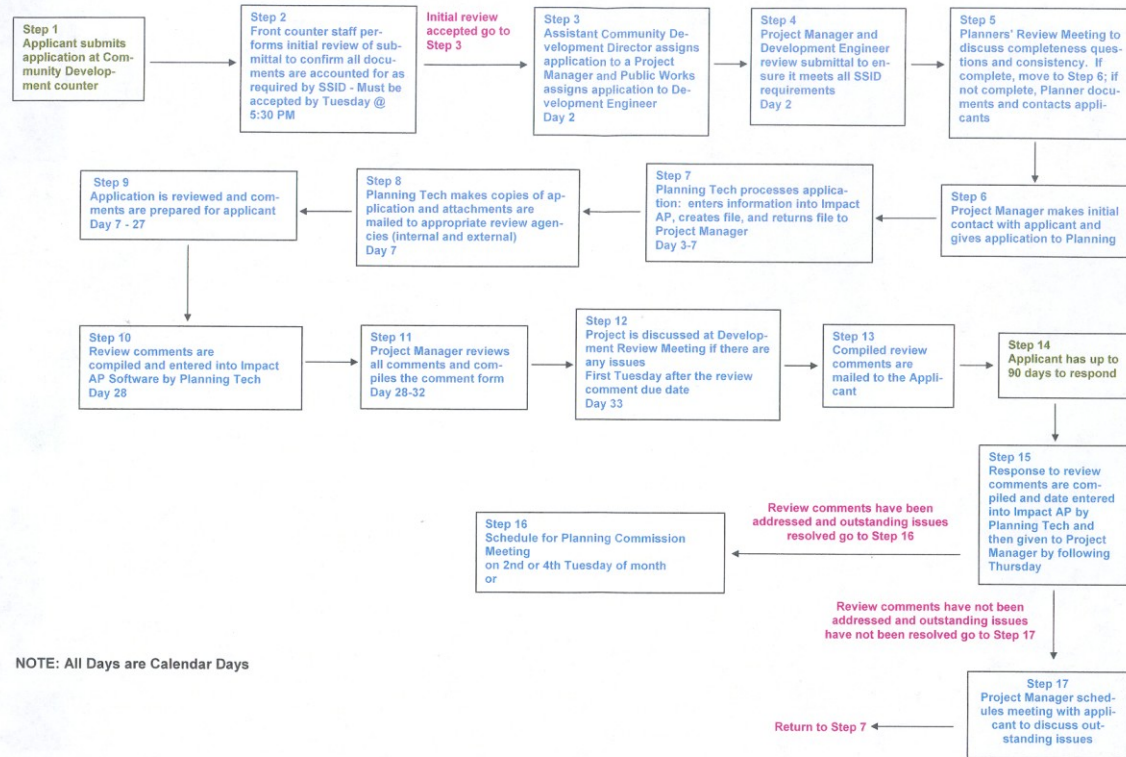 Step 1
Applicant submits
application at Com-
munity Develop-
ment counter
Step 2
Front counter staff per-
forms initial review of sub-
mittal to confirm all docu-
ments are accounted for as
required by SSID - Must be
accepted by Tuesday @
5:30 PM
Initial review
accepted go to
Step 3
Step 3
Assistant Community De-
velopment Director assigns
application to a Project
Manager and Public Works
assigns application to De-
velopment Engineer
Day 2
Step 4
Project Manager and
Development Engineer
review submittal to en-
sure it meets all SSID
requirements
Day 2
Step 5
Planners' Review Meeting to
discuss completeness ques-
tions and consistency. If
complete, move to Step 6; if
not complete, Planner docu-
ments and contacts appli-
cants
Step 6
Project Manager makes initial
contact with applicant and
gives application to Planning
Step 7
Planning Tech processes applica-
tion: enters information into Impact
AP, creates file, and returns file to
Project Manager
Day 3-7
Step 8
Planning Tech makes copies of ap-
plication and attachments are
mailed to appropriate review agen-
cies (internal and external)
Day 7
Step 9
Application is reviewed and com-
ments are prepared for applicant
Day 7 - 27
Step 10
Review comments are
compiled and entered into Impact
AP Software by Planning Tech
Day 28
Step 11
Project Manager reviews
all comments and com-
piles the comment form
Day 28-32
Step 12
Project is discussed at Develop-
ment Review Meeting if there are
any issues
First Tuesday after the review
comment due date
Day 33
Step 13
Compiled review
comments are
mailed to the Appli-
cant
Step 14
Applicant has up to
90 days to respond
Step 15
Response to review
comments are com-
piled and date entered
into Impact AP by
Planning Tech and
then given to Project
Manager by following
Thursday
Review comments have been
addressed and outstanding issues
resolved go to Step 16
Step 16
Schedule for Planning Commission
Meeting
on 2nd or 4th Tuesday of month
or
Review comments have not been
addressed and outstanding issues
have not been resolved go to Step 17
NOTE: All Days are Calendar Days
Step 17
Project Manager sched-
ules meeting with appli-
cant to discuss out-
standing issues
Return to Step 7